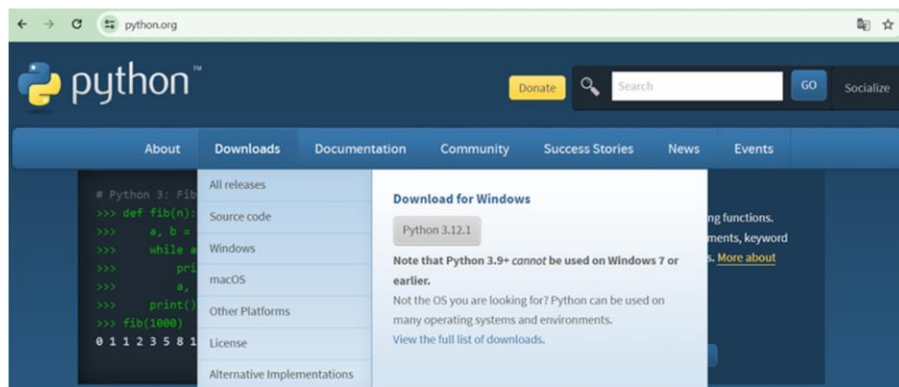 python.org
python™
Donate
Search
GO
Socialize
About Downloads Documentation Community Success Stories News Events
# Python 3: Fib
>>> def fib(n):
>>> a, b =
>>> while a
>>> pri
>>> a,
>>> print()
>>> fib(1000)
0 1 1 2 3 5 8 1
All releases
Source code
Windows
macOS
Other Platforms
License
Alternative Implementations
Download for Windows
Python 3.12.1
Note that Python 3.9+ cannot be used on Windows 7 or
earlier.
Not the OS you are looking for? Python can be used on
many operating systems and environments.
View the full list of downloads.
ng functions.
ments, keyword
s. More about